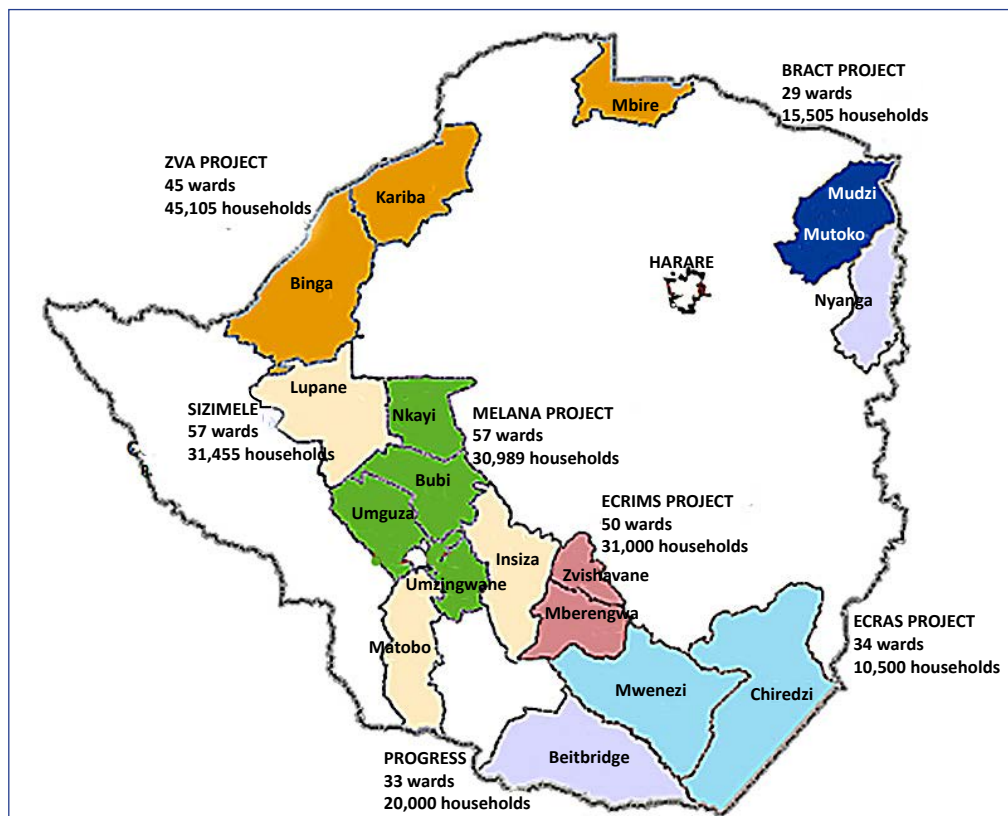 BRACT PROJECT
29 wards
15,505 households
Mbire
ZVA PROJECT
45 wards
45,105 households
Kariba
Mudzi
Mutoko
HARARE
Binga
Nyanga
Lupane
SIZIMELE
57 wards
31,455 households
Nkayi
MELANA PROJECT
57 wards
30,989 households
Bubi
Umguza
ECRIMS PROJECT
50 wards
31,000 households
Insiza
Zvishavane
Umzingwane
Mberengwa
Matobo
ECRAS PROJECT
34 wards
10,500 households
Mwenezi
Chiredzi
PROGRESS
33 wards
20,000 households
Beitbridge